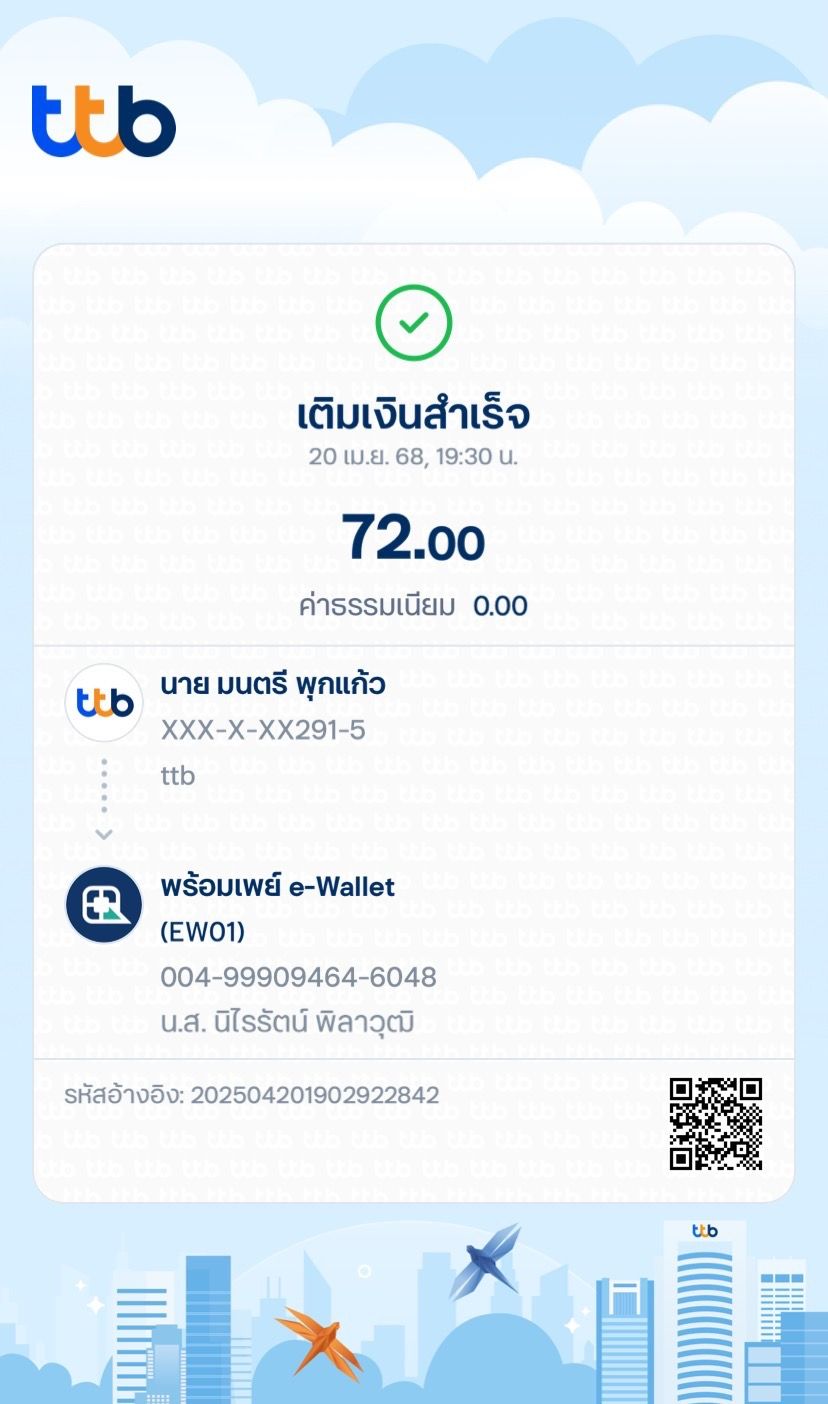 ttb
เติมเงินสำเร็จ
20 เม.ย. 68, 19:30 น.
72.00
ค่าธรรมเนียม 0.00
ttb
นาย มนตรี พุกแก้ว
XXX-X-XX291-5
ttb
พร้อมเพย์ e-Wallet
(EW01)
004-99909464-6048
น.ส. นิไรรัตน์ พิลาวุฒิ
รหัสอ้างอิง: 202504201902922842
ttb